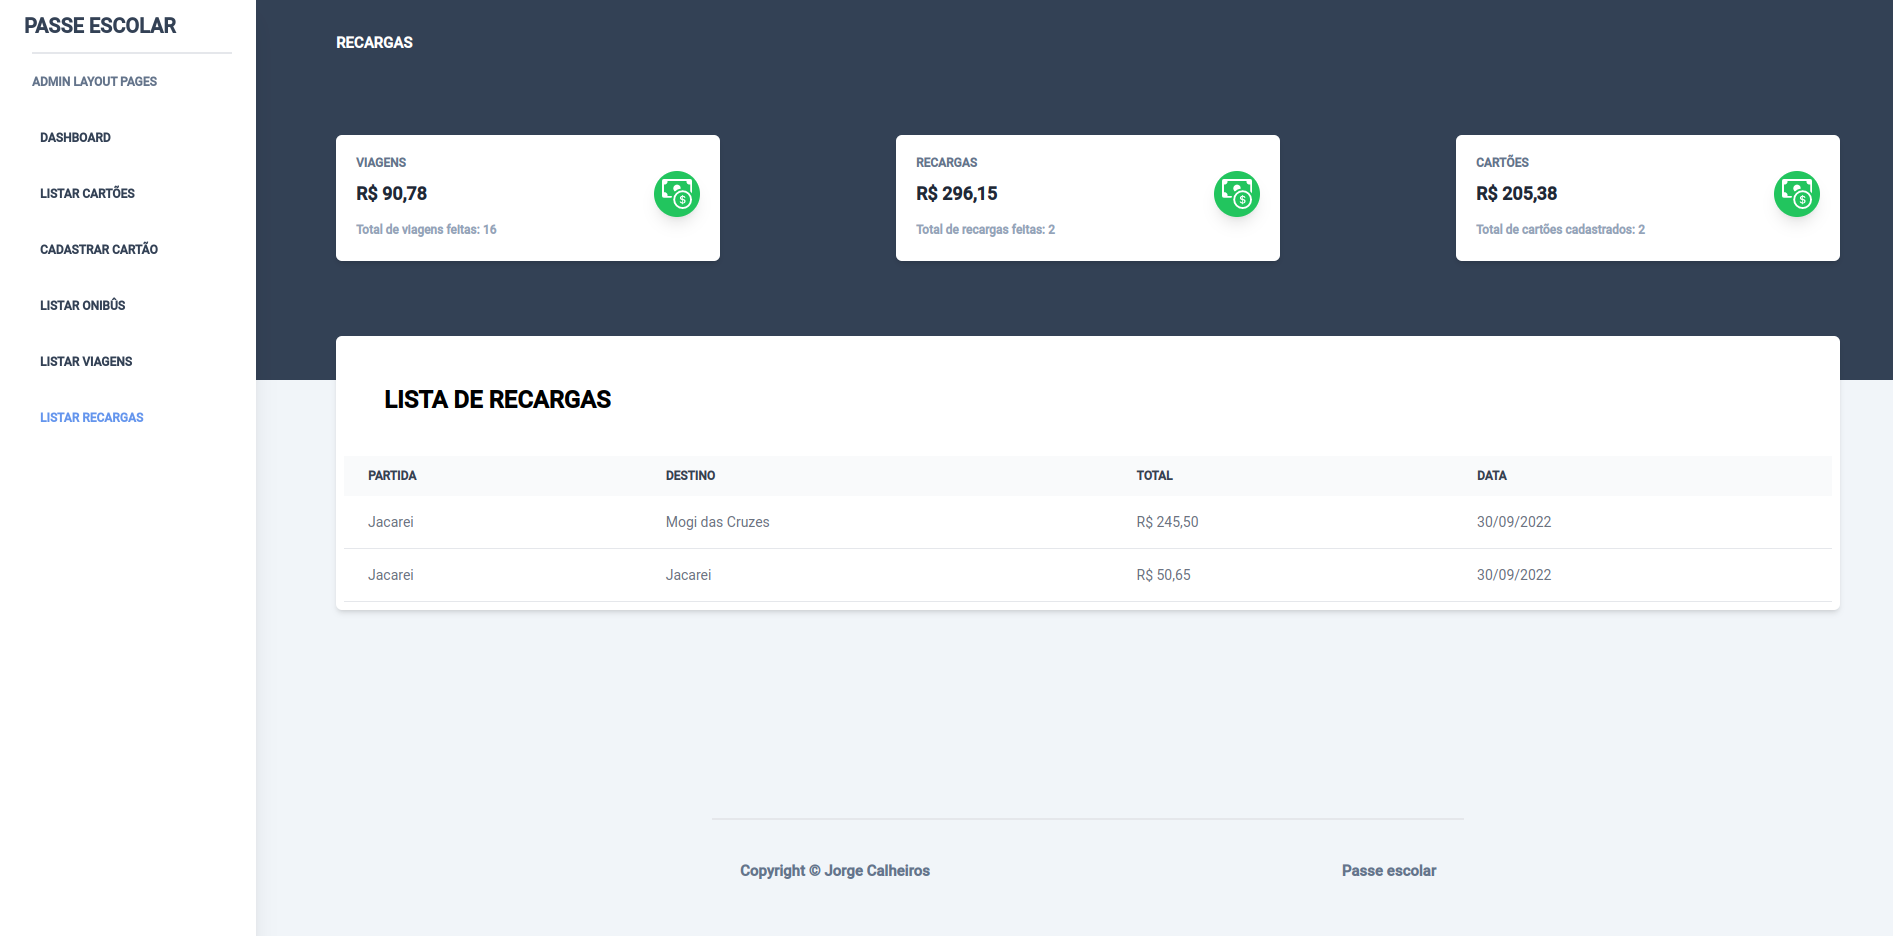 PASSE ESCOLAR
ADMIN LAYOUT PAGES
DASHBOARD
LISTAR CARTÕES
CADASTRAR CARTÃO
LISTAR ONIBÛS
LISTAR VIAGENS
LISTAR RECARGAS
RECARGAS
VIAGENS
R$ 90,78
Total de viagens feitas: 16
$
RECARGAS
R$ 296,15
Total de recargas feitas: 2
$
CARTÕES
R$ 205,38
Total de cartões cadastrados: 2
$
LISTA DE RECARGAS
PARTIDA DESTINO TOTAL DATA
Jacarei Mogi das Cruzes R$ 245,50 30/09/2022
Jacarei Jacarei R$ 50,65 30/09/2022
Copyright © Jorge Calheiros Passe escolar